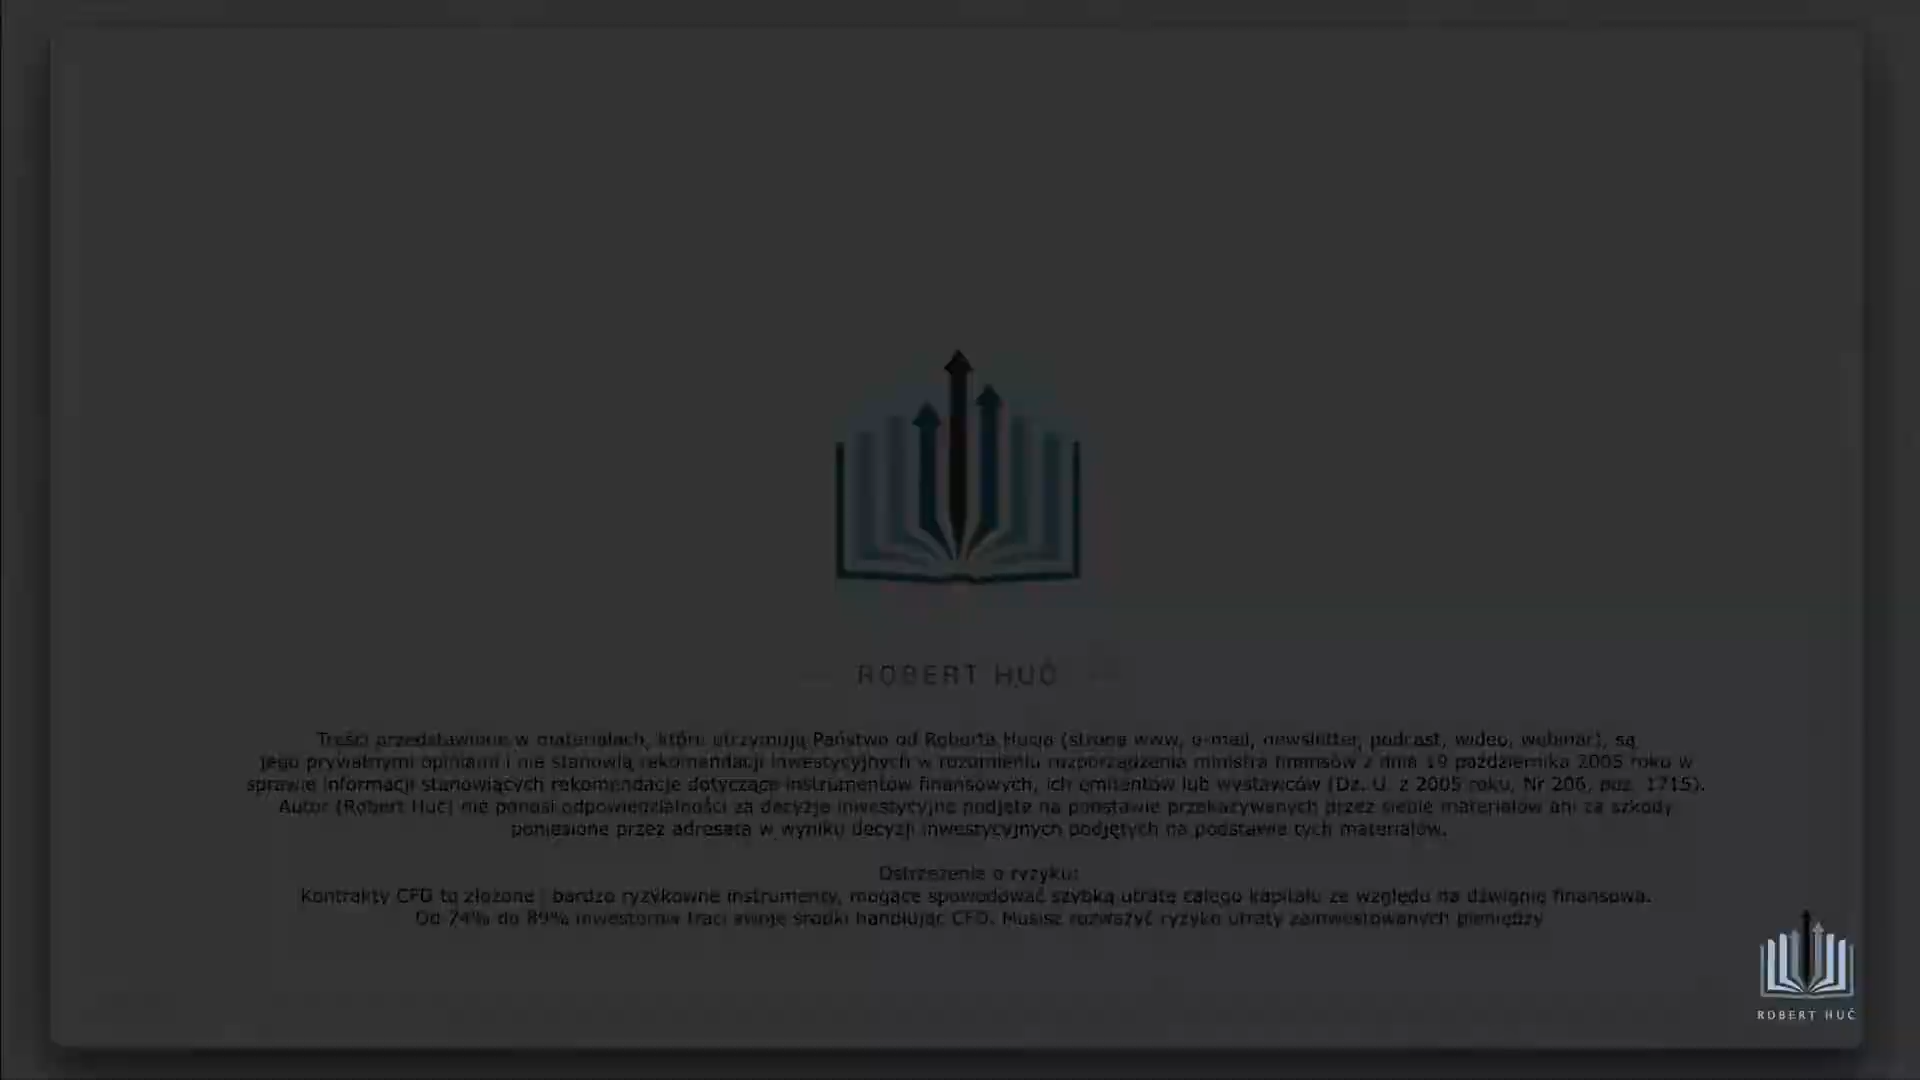 ROBERT HUĆ
Treści przedstawione w materiałach, które otrzymują Państwo od Roberta Hucia (strona www, e-mail, newsletter, podcast, wideo, webinar), są
jego prywatnymi opiniami i nie stanowią rekomendacji inwestycyjnych w rozumieniu rozporządzenia ministra finansów z dnia 19 października 2005 roku w
sprawie informacji stanowiących rekomendacje dotyczące instrumentów finansowych, ich emitentów lub wystawców (Dz. U. z 2005 roku, Nr 206, poz. 1715).
Autor (Robert Huć) nie ponosi odpowiedzialności za decyzje inwestycyjne podjęte na podstawie przekazywanych przez siebie materiałów ani za szkody
poniesione przez adresata w wyniku decyzji inwestycyjnych podjętych na podstawie tych materiałów.
Ostrzeżenie o ryzyku:
Kontrakty CFD to złożone i bardzo ryzykowne instrumenty, mogące spowodować szybką utratę całego kapitału ze względu na dźwignię finansową.
Od 74% do 89% inwestorów traci swoje środki handlując CFD. Musisz rozważyć ryzyko utraty zainwestowanych pieniędzy
ROBERT HUĆ